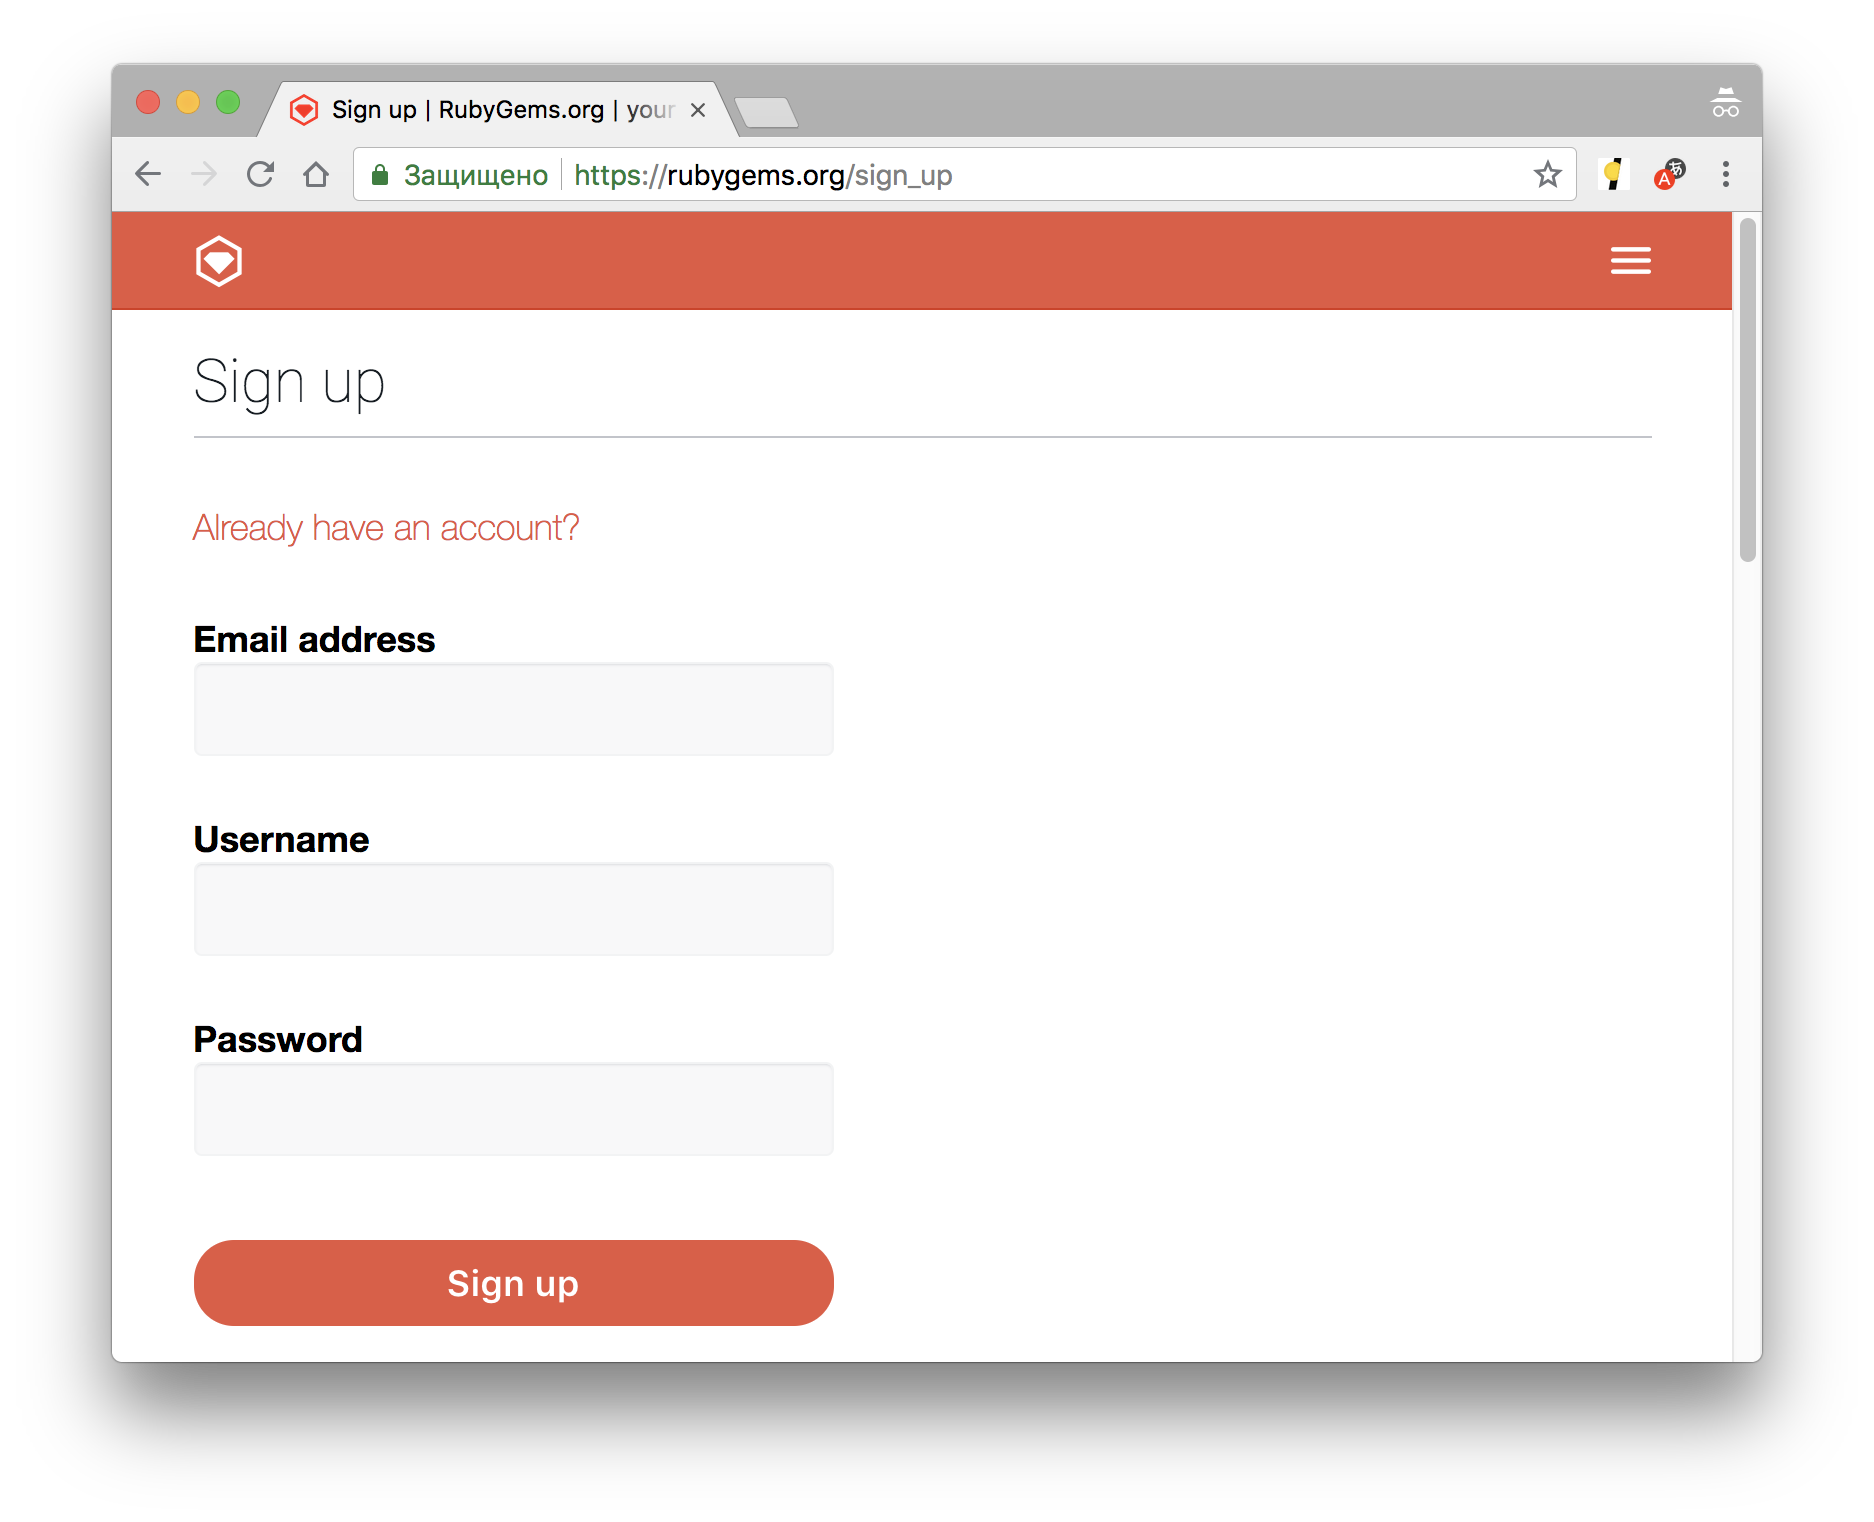 Sign up | RubyGems.org | your
Защищено https://rubygems.org/sign_up
Sign up
Already have an account?
Email address
Username
Password
Sign up